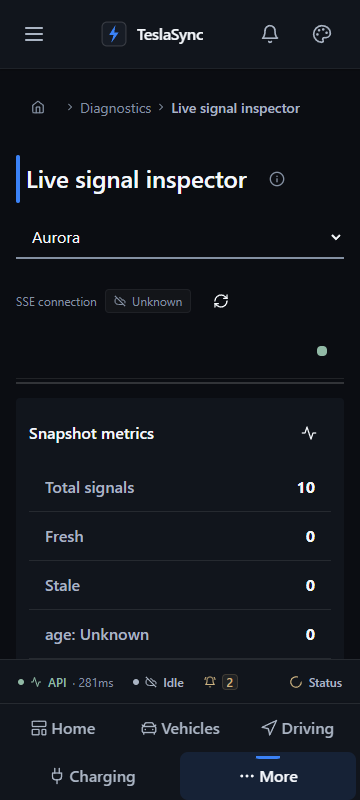 TeslaSync
Diagnostics
Live signal inspector
Live signal inspector
Aurora
SSE connection
Unknown
Snapshot metrics
Total signals 10
Fresh 0
Stale 0
age: Unknown 0
API · 281ms
Idle
2
Status
Home
Vehicles
Driving
Charging
More